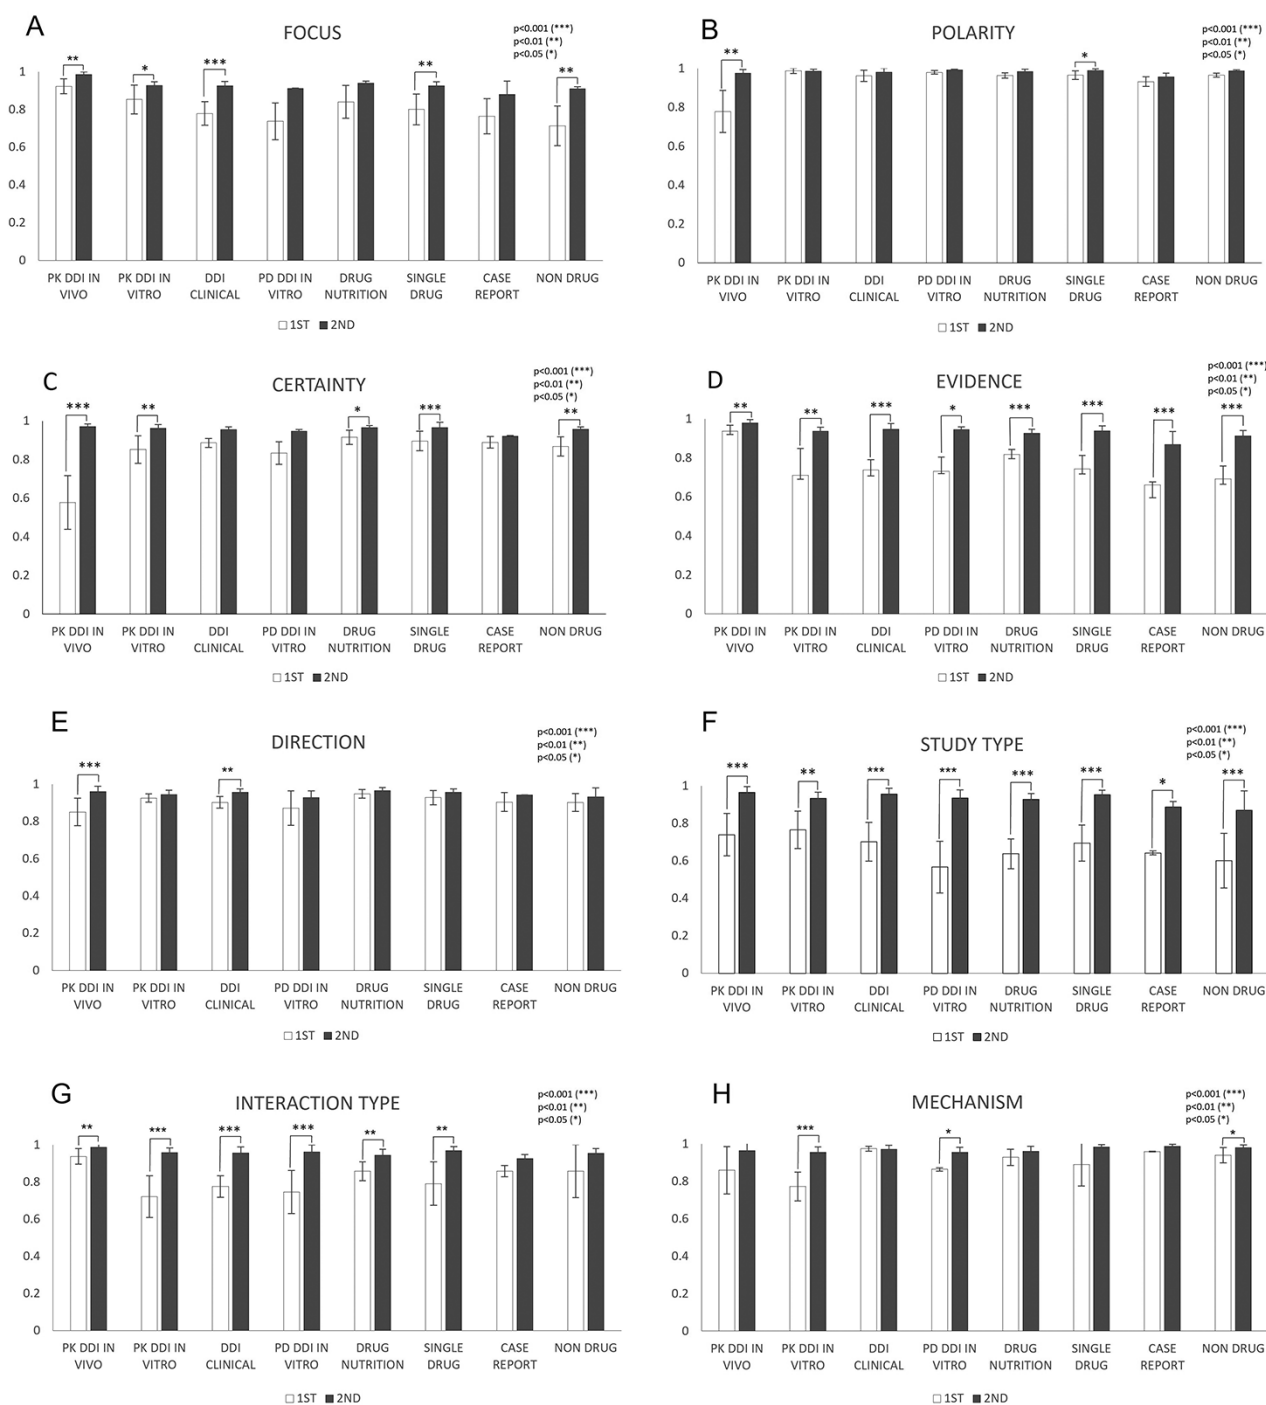 A
FOCUS
p<0.001 (***)
p<0.01 (**)
p<0.05 (*)
** * *** ** **
1
0.8
0.6
0.4
0.2
0
PK DDI IN VIVO
PK DDI IN VITRO
DDI CLINICAL
PD DDI IN VITRO
DRUG NUTRITION
SINGLE DRUG
CASE REPORT
NON DRUG
1ST 2ND
B
POLARITY
p<0.001 (***)
p<0.01 (**)
p<0.05 (*)
** *
1
0.8
0.6
0.4
0.2
0
PK DDI IN VIVO
PK DDI IN VITRO
DDI CLINICAL
PD DDI IN VITRO
DRUG NUTRITION
SINGLE DRUG
CASE REPORT
NON DRUG
1ST 2ND
C
CERTAINTY
p<0.001 (***)
p<0.01 (**)
p<0.05 (*)
*** ** * *** **
1
0.8
0.6
0.4
0.2
0
PK DDI IN VIVO
PK DDI IN VITRO
DDI CLINICAL
PD DDI IN VITRO
DRUG NUTRITION
SINGLE DRUG
CASE REPORT
NON DRUG
1ST 2ND
D
EVIDENCE
p<0.001 (***)
p<0.01 (**)
p<0.05 (*)
** ** *** * *** *** *** ***
1
0.8
0.6
0.4
0.2
0
PK DDI IN VIVO
PK DDI IN VITRO
DDI CLINICAL
PD DDI IN VITRO
DRUG NUTRITION
SINGLE DRUG
CASE REPORT
NON DRUG
1ST 2ND
E
DIRECTION
p<0.001 (***)
p<0.01 (**)
p<0.05 (*)
*** **
1
0.8
0.6
0.4
0.2
0
PK DDI IN VIVO
PK DDI IN VITRO
DDI CLINICAL
PD DDI IN VITRO
DRUG NUTRITION
SINGLE DRUG
CASE REPORT
NON DRUG
1ST 2ND
F
STUDY TYPE
p<0.001 (***)
p<0.01 (**)
p<0.05 (*)
*** ** *** *** *** *** * ***
1
0.8
0.6
0.4
0.2
0
PK DDI IN VIVO
PK DDI IN VITRO
DDI CLINICAL
PD DDI IN VITRO
DRUG NUTRITION
SINGLE DRUG
CASE REPORT
NON DRUG
1ST 2ND
G
INTERACTION TYPE
p<0.001 (***)
p<0.01 (**)
p<0.05 (*)
** *** *** *** ** **
1
0.8
0.6
0.4
0.2
0
PK DDI IN VIVO
PK DDI IN VITRO
DDI CLINICAL
PD DDI IN VITRO
DRUG NUTRITION
SINGLE DRUG
CASE REPORT
NON DRUG
1ST 2ND
H
MECHANISM
p<0.001 (***)
p<0.01 (**)
p<0.05 (*)
*** * *
1
0.8
0.6
0.4
0.2
0
PK DDI IN VIVO
PK DDI IN VITRO
DDI CLINICAL
PD DDI IN VITRO
DRUG NUTRITION
SINGLE DRUG
CASE REPORT
NON DRUG
1ST 2ND